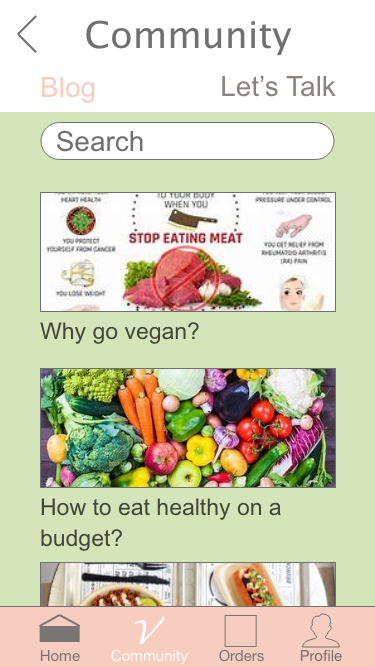 Community
Blog
Let's Talk
Search
HEART HEALTH
TO YOUR BODY
WHEN YOU
PRESSURE UNDER CONTROL
STOP EATING MEAT
YOU PROTECT
YOURSELF FROM CANCER
YOU GET RELIEF FROM
RHEUMATOID ARTHRITIS
(RA) PAIN
YOU LOSE WEIGHT
Why go vegan?
How to eat healthy on a
budget?
Home
Community
Orders
Profile